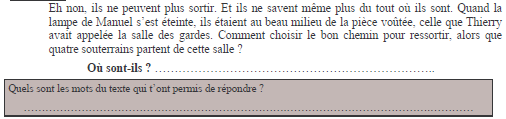 Eh non, ils ne peuvent plus sortir. Et ils ne savent même plus du tout où ils sont. Quand la
lampe de Manuel s’est éteinte, ils étaient au beau milieu de la pièce voûtée, celle que Thierry
avait appelée la salle des gardes. Comment choisir le bon chemin pour ressortir, alors que
quatre souterrains partent de cette salle ?
Où sont-ils ? ………………………………………………………………………..
Quels sont les mots du texte qui t’ont permis de répondre ?
………………………………………………………………………………………………………………